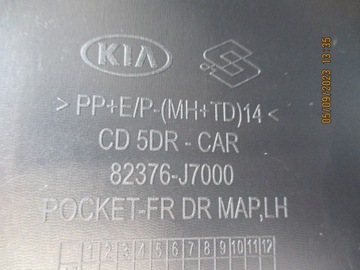 KIA
> PP+E/P-(MH+TD)14 <
CD 5DR - CAR
82376-J7000
POCKET-FR DR MAP,LH
1 2 3 4 5 6 7 8 9 10 11 12
05/09/2023 13:35